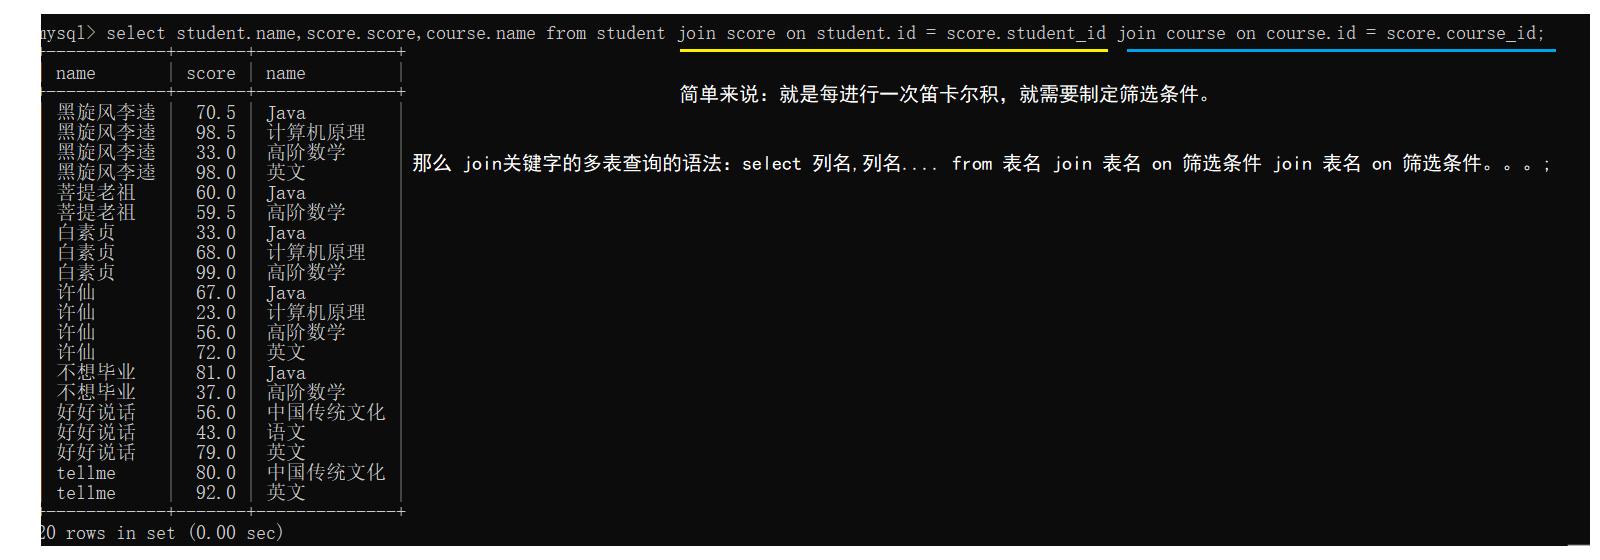 mysql> select student.name,score.score,course.name from student join score on student.id = score.student_id join course on course.id = score.course_id;
name | score | name
简单来说：就是每进行一次笛卡尔积，就需要制定筛选条件。
黑旋风李逵 | 70.5 | Java
黑旋风李逵 | 98.5 | 计算机原理
黑旋风李逵 | 33.0 | 高阶数学
那么 join关键字的多表查询的语法：select 列名,列名.... from 表名 join 表名 on 筛选条件 join 表名 on 筛选条件。。。;
黑旋风李逵 | 98.0 | 英文
菩提老祖 | 60.0 | Java
菩提老祖 | 59.5 | 高阶数学
白素贞 | 33.0 | Java
白素贞 | 68.0 | 计算机原理
白素贞 | 99.0 | 高阶数学
许仙 | 67.0 | Java
许仙 | 23.0 | 计算机原理
许仙 | 56.0 | 高阶数学
许仙 | 72.0 | 英文
不想毕业 | 81.0 | Java
不想毕业 | 37.0 | 高阶数学
好好说话 | 56.0 | 中国传统文化
好好说话 | 43.0 | 语文
好好说话 | 79.0 | 英文
tellme | 80.0 | 中国传统文化
tellme | 92.0 | 英文
20 rows in set (0.00 sec)